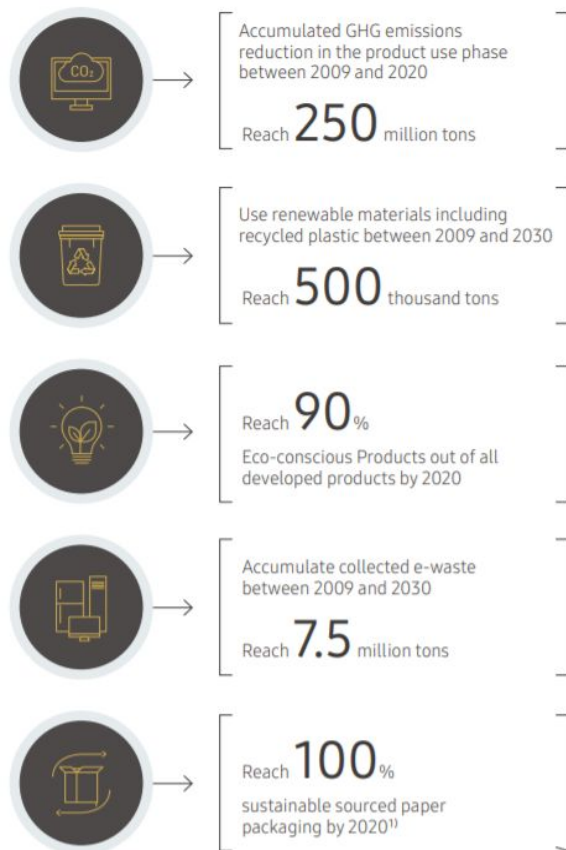 CO₂
Accumulated GHG emissions
reduction in the product use phase
between 2009 and 2020
Reach 250 million tons
Use renewable materials including
recycled plastic between 2009 and 2030
Reach 500 thousand tons
Reach 90%
Eco-conscious Products out of all
developed products by 2020
Accumulate collected e-waste
between 2009 and 2030
Reach 7.5 million tons
Reach 100%
sustainable sourced paper
packaging by 2020¹⁾